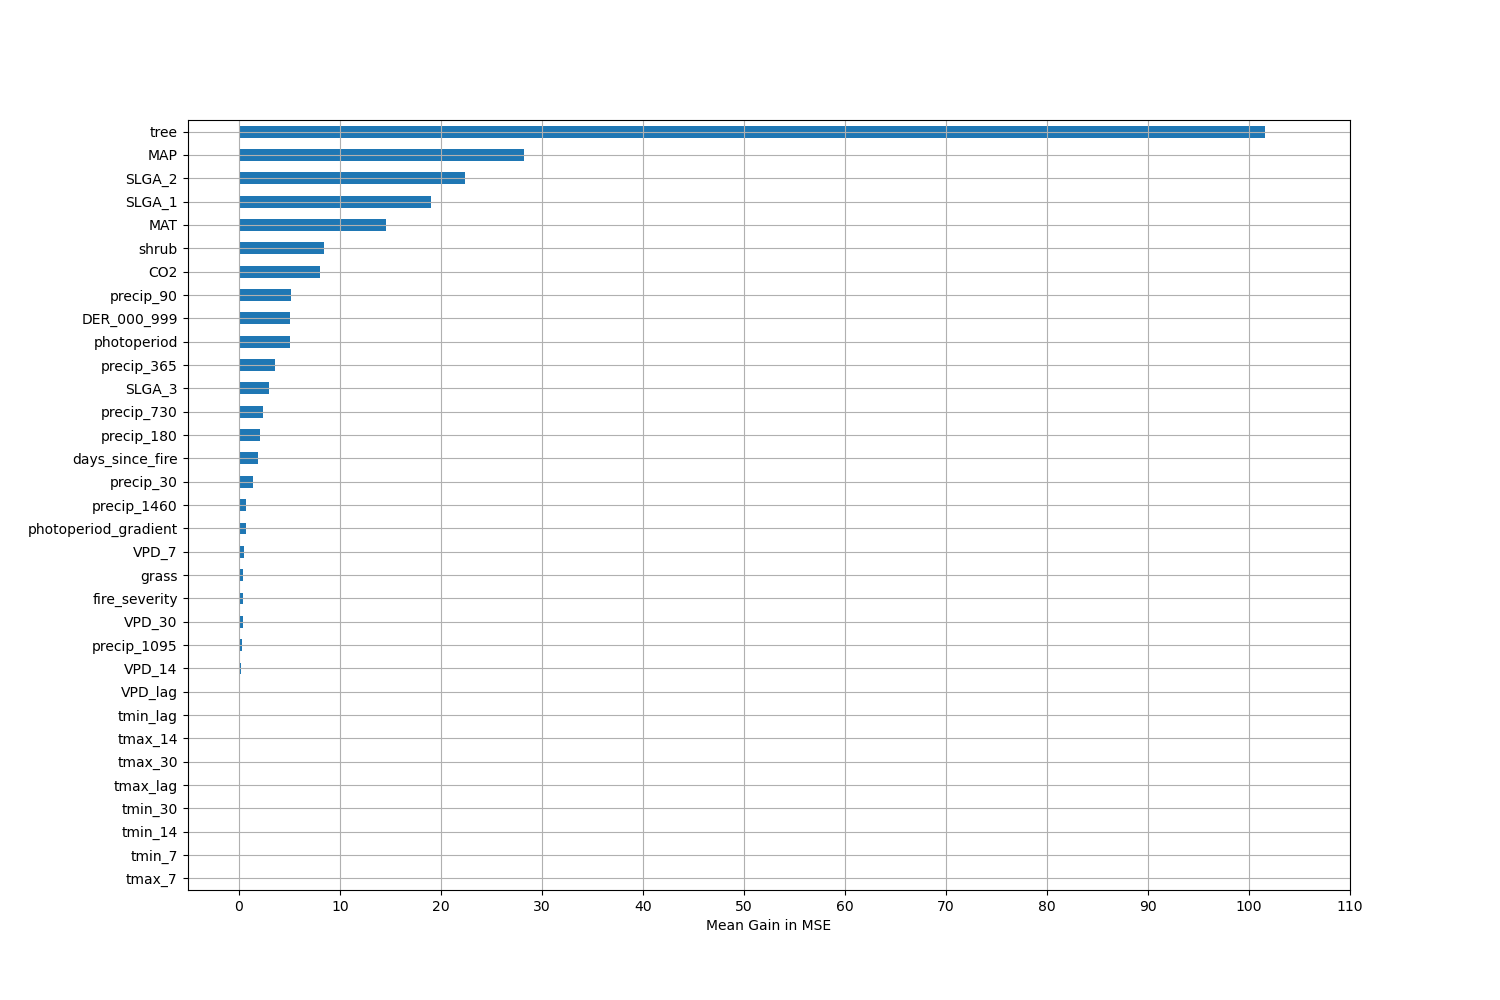 tree
MAP
SLGA_2
SLGA_1
MAT
shrub
CO2
precip_90
DER_000_999
photoperiod
precip_365
SLGA_3
precip_730
precip_180
days_since_fire
precip_30
precip_1460
photoperiod_gradient
VPD_7
grass
fire_severity
VPD_30
precip_1095
VPD_14
VPD_lag
tmin_lag
tmax_14
tmax_30
tmax_lag
tmin_30
tmin_14
tmin_7
tmax_7
0 10 20 30 40 50 60 70 80 90 100 110
Mean Gain in MSE